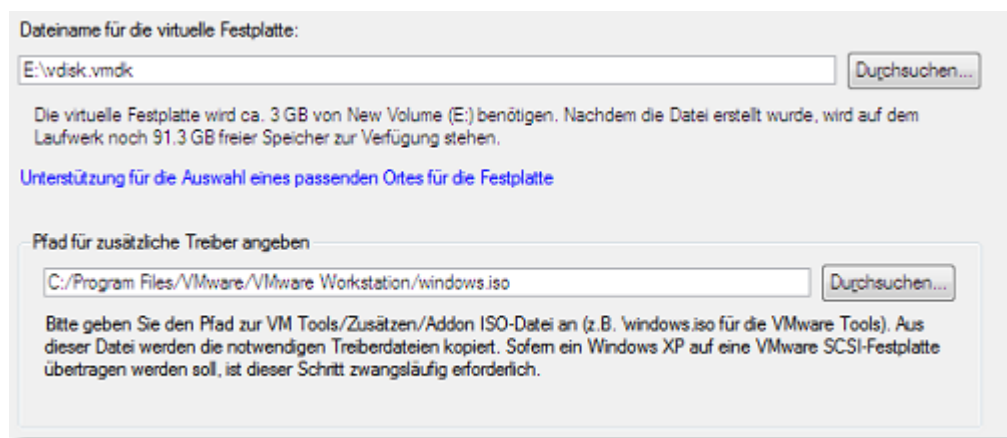 Dateiname für die virtuelle Festplatte:
E:\vdisk.vmdk
Durchsuchen...
Die virtuelle Festplatte wird ca. 3 GB von New Volume (E:) benötigen. Nachdem die Datei erstellt wurde, wird auf dem
Laufwerk noch 91.3 GB freier Speicher zur Verfügung stehen.
Unterstützung für die Auswahl eines passenden Ortes für die Festplatte
Pfad für zusätzliche Treiber angeben
C:/Program Files/VMware/VMware Workstation/windows.iso
Durchsuchen...
Bitte geben Sie den Pfad zur VM Tools/Zusätzen/Addon ISO-Datei an (z.B. 'windows.iso für die VMware Tools). Aus
dieser Datei werden die notwendigen Treiberdateien kopiert. Sofern ein Windows XP auf eine VMware SCSI-Festplatte
übertragen werden soll, ist dieser Schritt zwangsläufig erforderlich.